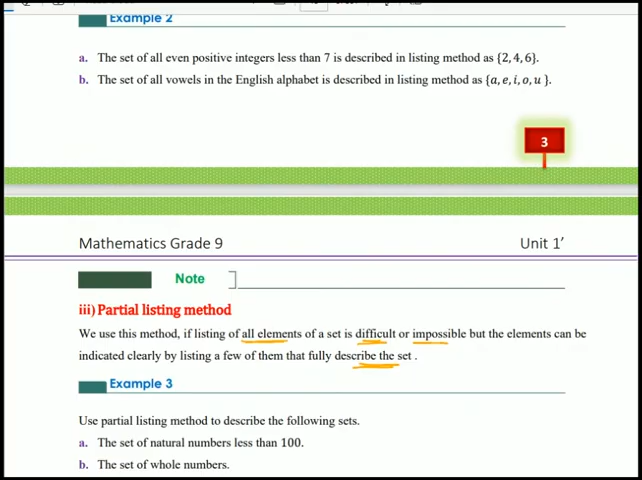 Example 2
a. The set of all even positive integers less than 7 is described in listing method as {2, 4, 6}.
b. The set of all vowels in the English alphabet is described in listing method as {a, e, i, o, u }.
3
Mathematics Grade 9 Unit 1′
Note
iii) Partial listing method
We use this method, if listing of all elements of a set is difficult or impossible but the elements can be
indicated clearly by listing a few of them that fully describe the set .
Example 3
Use partial listing method to describe the following sets.
a. The set of natural numbers less than 100.
b. The set of whole numbers.